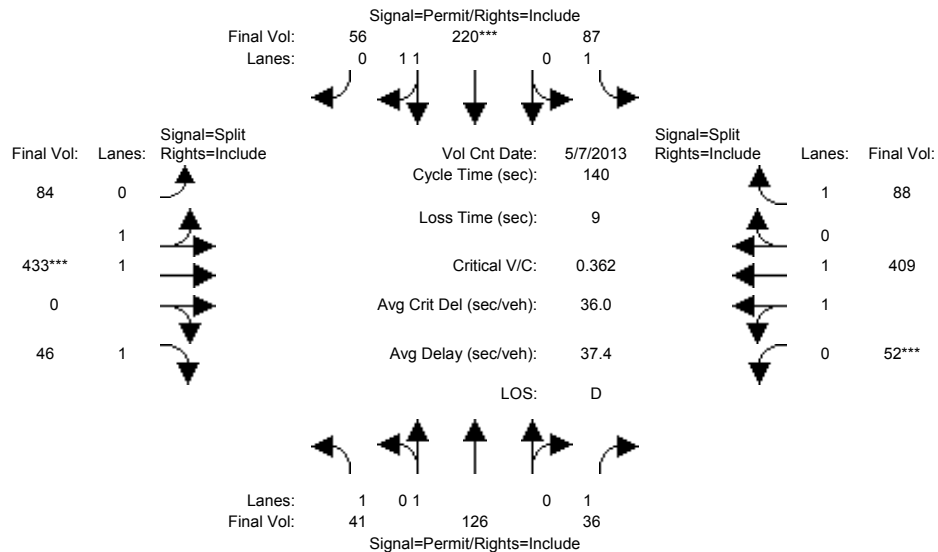 Signal=Permit/Rights=Include
Final Vol: 56 220*** 87
Lanes: 0 1 1 0 1
Signal=Split Signal=Split
Final Vol: Lanes: Rights=Include Vol Cnt Date: 5/7/2013 Rights=Include Lanes: Final Vol:
Cycle Time (sec): 140
84 0 1 88
Loss Time (sec): 9
1 0
433*** 1 Critical V/C: 0.362 1 409
0 Avg Crit Del (sec/veh): 36.0 1
46 1 Avg Delay (sec/veh): 37.4 0 52***
LOS: D
Lanes: 1 0 1 0 1
Final Vol: 41 126 36
Signal=Permit/Rights=Include